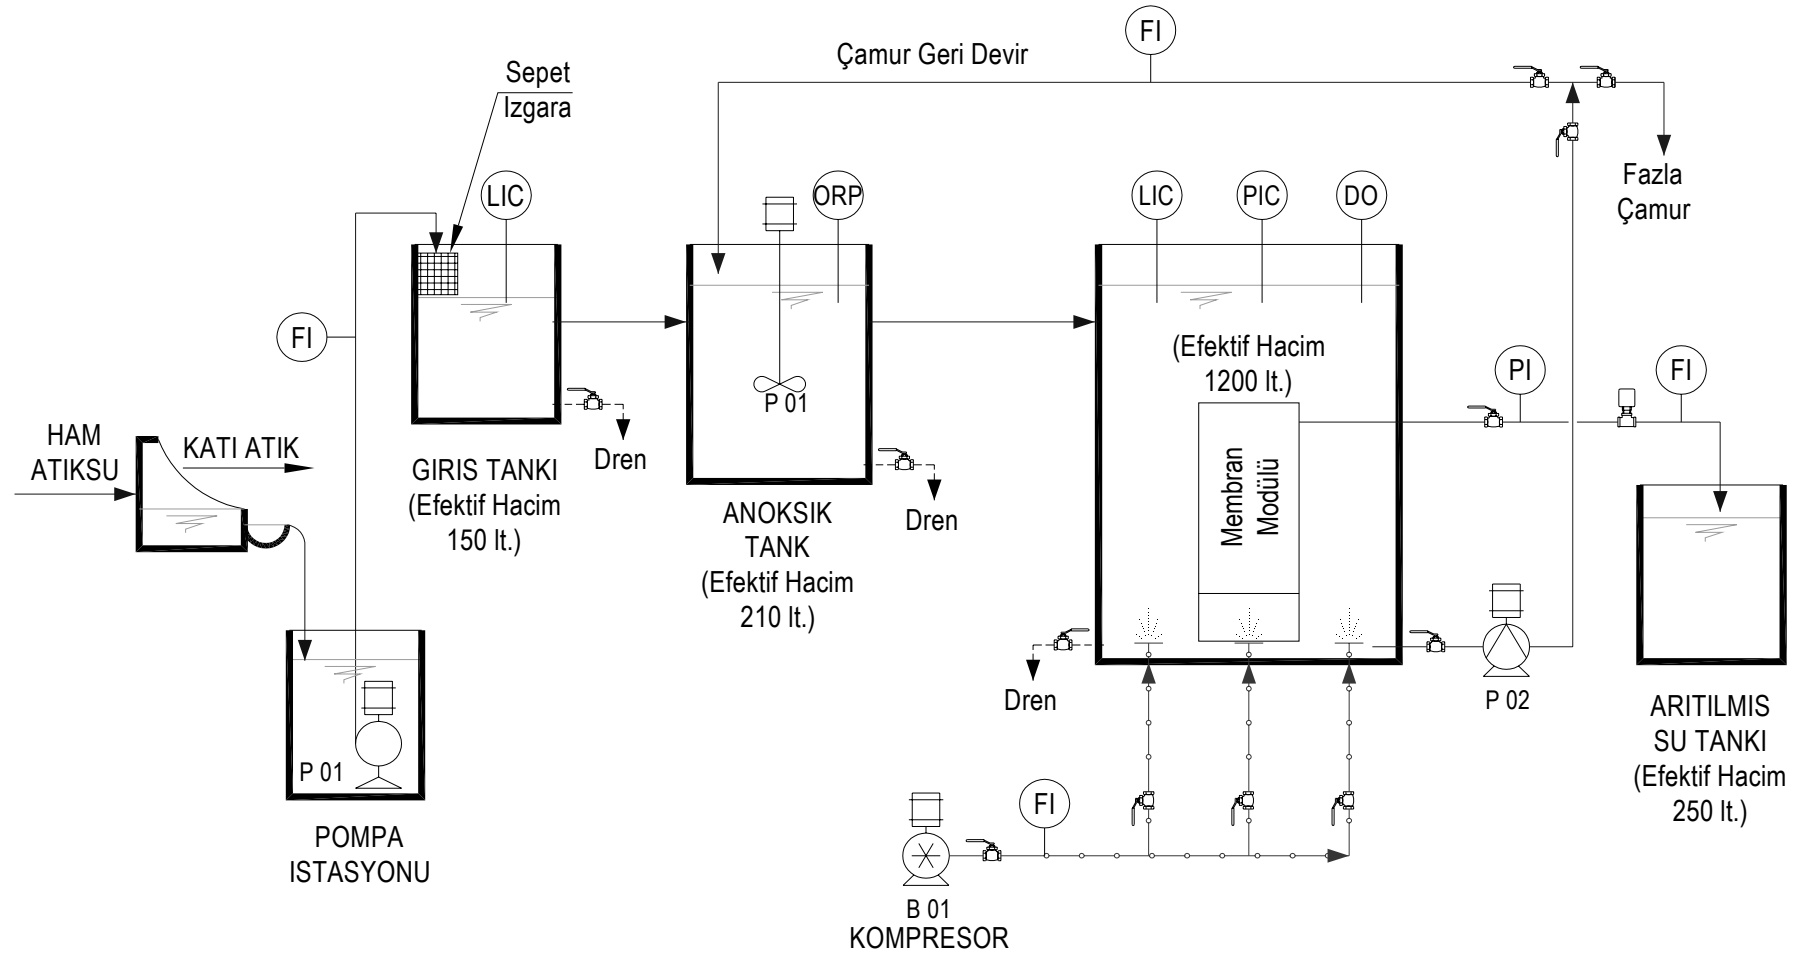 FI
Çamur Geri Devir
Sepet
Izgara
LIC
ORP
LIC
PIC
DO
Fazla
Çamur
FI
(Efektif Hacim
1200 lt.)
PI
FI
P 01
HAM
ATIKSU
KATI ATIK
GIRIS TANKI
(Efektif Hacim
150 lt.)
Dren
ANOKSIK
TANK
(Efektif Hacim
210 lt.)
Dren
Membran
Modülü
Dren
P 02
ARITILMIS
SU TANKI
(Efektif Hacim
250 lt.)
P 01
POMPA
ISTASYONU
FI
B 01
KOMPRESOR